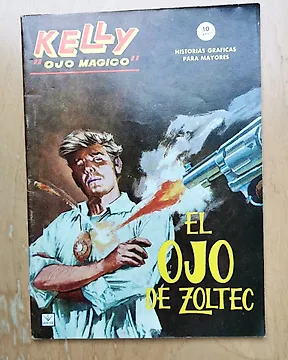 KELLY
"OJO MAGICO"
10
HISTORIAS GRAFICAS
PARA MAYORES
EL
OJO
DE ZOLTEC